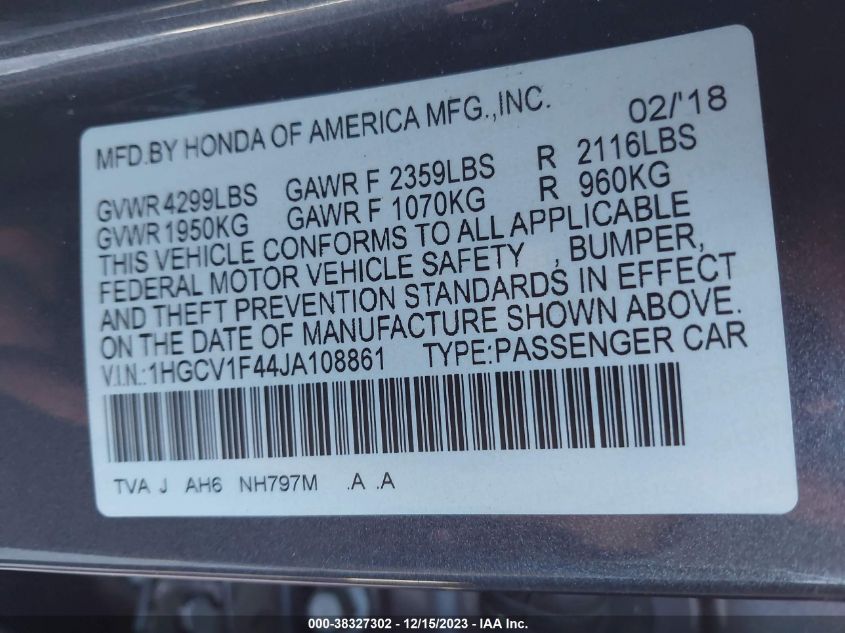 MFD.BY HONDA OF AMERICA MFG.,INC. 02/'18
GVWR 4299LBS GAWR F 2359LBS R 2116LBS
GVWR 1950KG GAWR F 1070KG R 960KG
THIS VEHICLE CONFORMS TO ALL APPLICABLE
FEDERAL MOTOR VEHICLE SAFETY , BUMPER,
AND THEFT PREVENTION STANDARDS IN EFFECT
ON THE DATE OF MANUFACTURE SHOWN ABOVE.
V.I.N.:1HGCV1F44JA108861 TYPE:PASSENGER CAR
TVA J AH6 NH797M .A .A
000-38327302 - 12/15/2023 - IAA Inc.